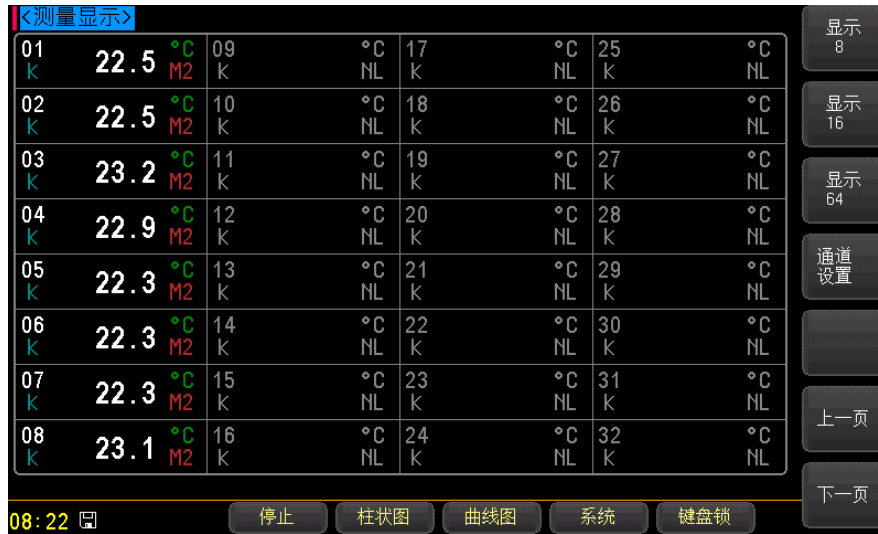 <测量显示>
01 22.5 °C 09 °C 17 °C 25 °C
K M2 K NL K NL K NL
02 22.5 °C 10 °C 18 °C 26 °C
K M2 K NL K NL K NL
03 23.2 °C 11 °C 19 °C 27 °C
K M2 K NL K NL K NL
04 22.9 °C 12 °C 20 °C 28 °C
K M2 K NL K NL K NL
05 22.3 °C 13 °C 21 °C 29 °C
K M2 K NL K NL K NL
06 22.3 °C 14 °C 22 °C 30 °C
K M2 K NL K NL K NL
07 22.3 °C 15 °C 23 °C 31 °C
K M2 K NL K NL K NL
08 23.1 °C 16 °C 24 °C 32 °C
K M2 K NL K NL K NL
显示
8
显示
16
显示
64
通道
设置
上一页
下一页
08:22 停止 柱状图 曲线图 系统 键盘锁